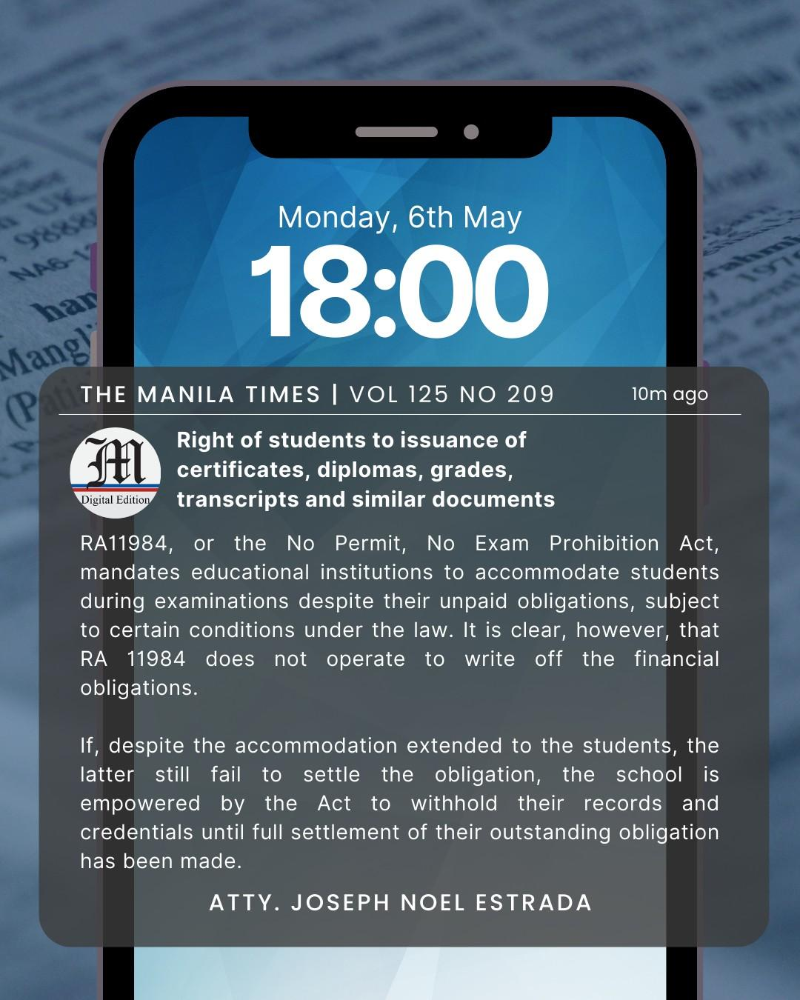 Monday, 6th May
18:00
THE MANILA TIMES | VOL 125 NO 209
10m ago
M
Digital Edition
Right of students to issuance of
certificates, diplomas, grades,
transcripts and similar documents
RA11984, or the No Permit, No Exam Prohibition Act,
mandates educational institutions to accommodate students
during examinations despite their unpaid obligations, subject
to certain conditions under the law. It is clear, however, that
RA 11984 does not operate to write off the financial
obligations.
If, despite the accommodation extended to the students, the
latter still fail to settle the obligation, the school is
empowered by the Act to withhold their records and
credentials until full settlement of their outstanding obligation
has been made.
ATTY. JOSEPH NOEL ESTRADA